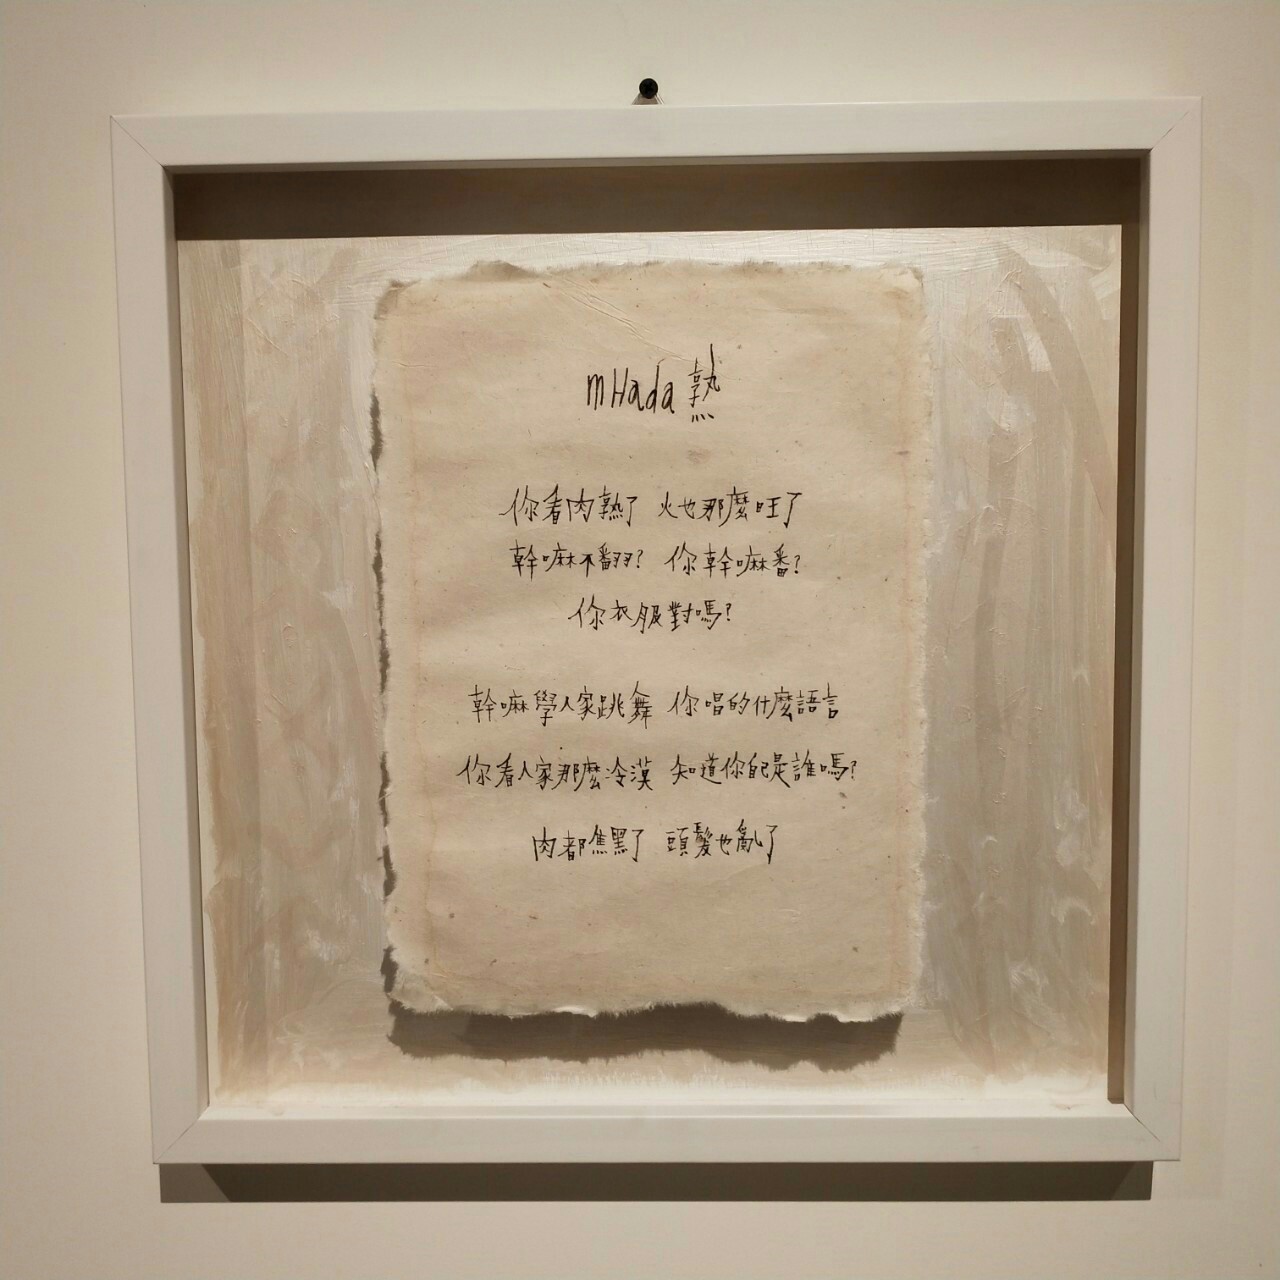 mHada 熟
你看肉熟了 火也那麼旺了
幹嘛不翻? 你幹嘛番?
你衣服對嗎?
幹嘛學人家跳舞 你唱的什麼語言
你看人家那麼冷漠 知道你自己是誰嗎?
肉都焦黑了 頭髮也亂了